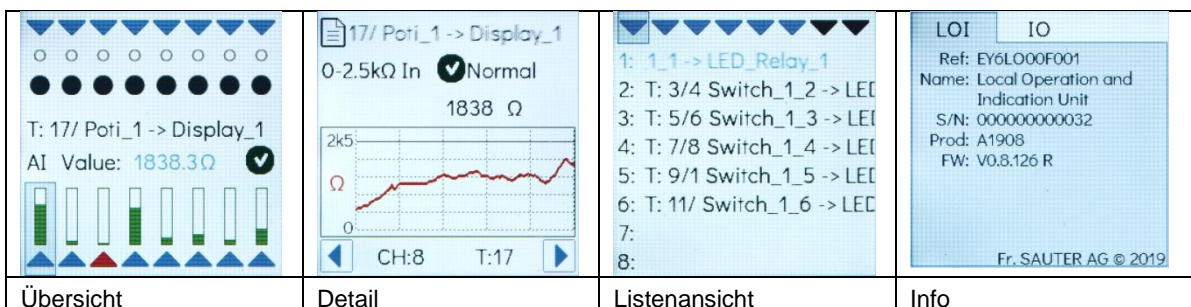 T: 17/ Poti_1 -> Display_1
AI Value: 1838.3Ω
Übersicht
17/ Poti_1 -> Display_1
0-2.5kΩ In Normal
1838 Ω
2k5
Ω
0
CH:8 T:17
Detail
1: 1_1 -> LED_Relay_1
2: T: 3/4 Switch_1_2 -> LED
3: T: 5/6 Switch_1_3 -> LED
4: T: 7/8 Switch_1_4 -> LED
5: T: 9/1 Switch_1_5 -> LED
6: T: 11/ Switch_1_6 -> LED
7:
8:
Listenansicht
LOI IO
Ref: EY6LO00F001
Name: Local Operation and
Indication Unit
S/N: 000000000032
Prod: A1908
FW: V0.8.126 R
Fr. SAUTER AG © 2019
Info